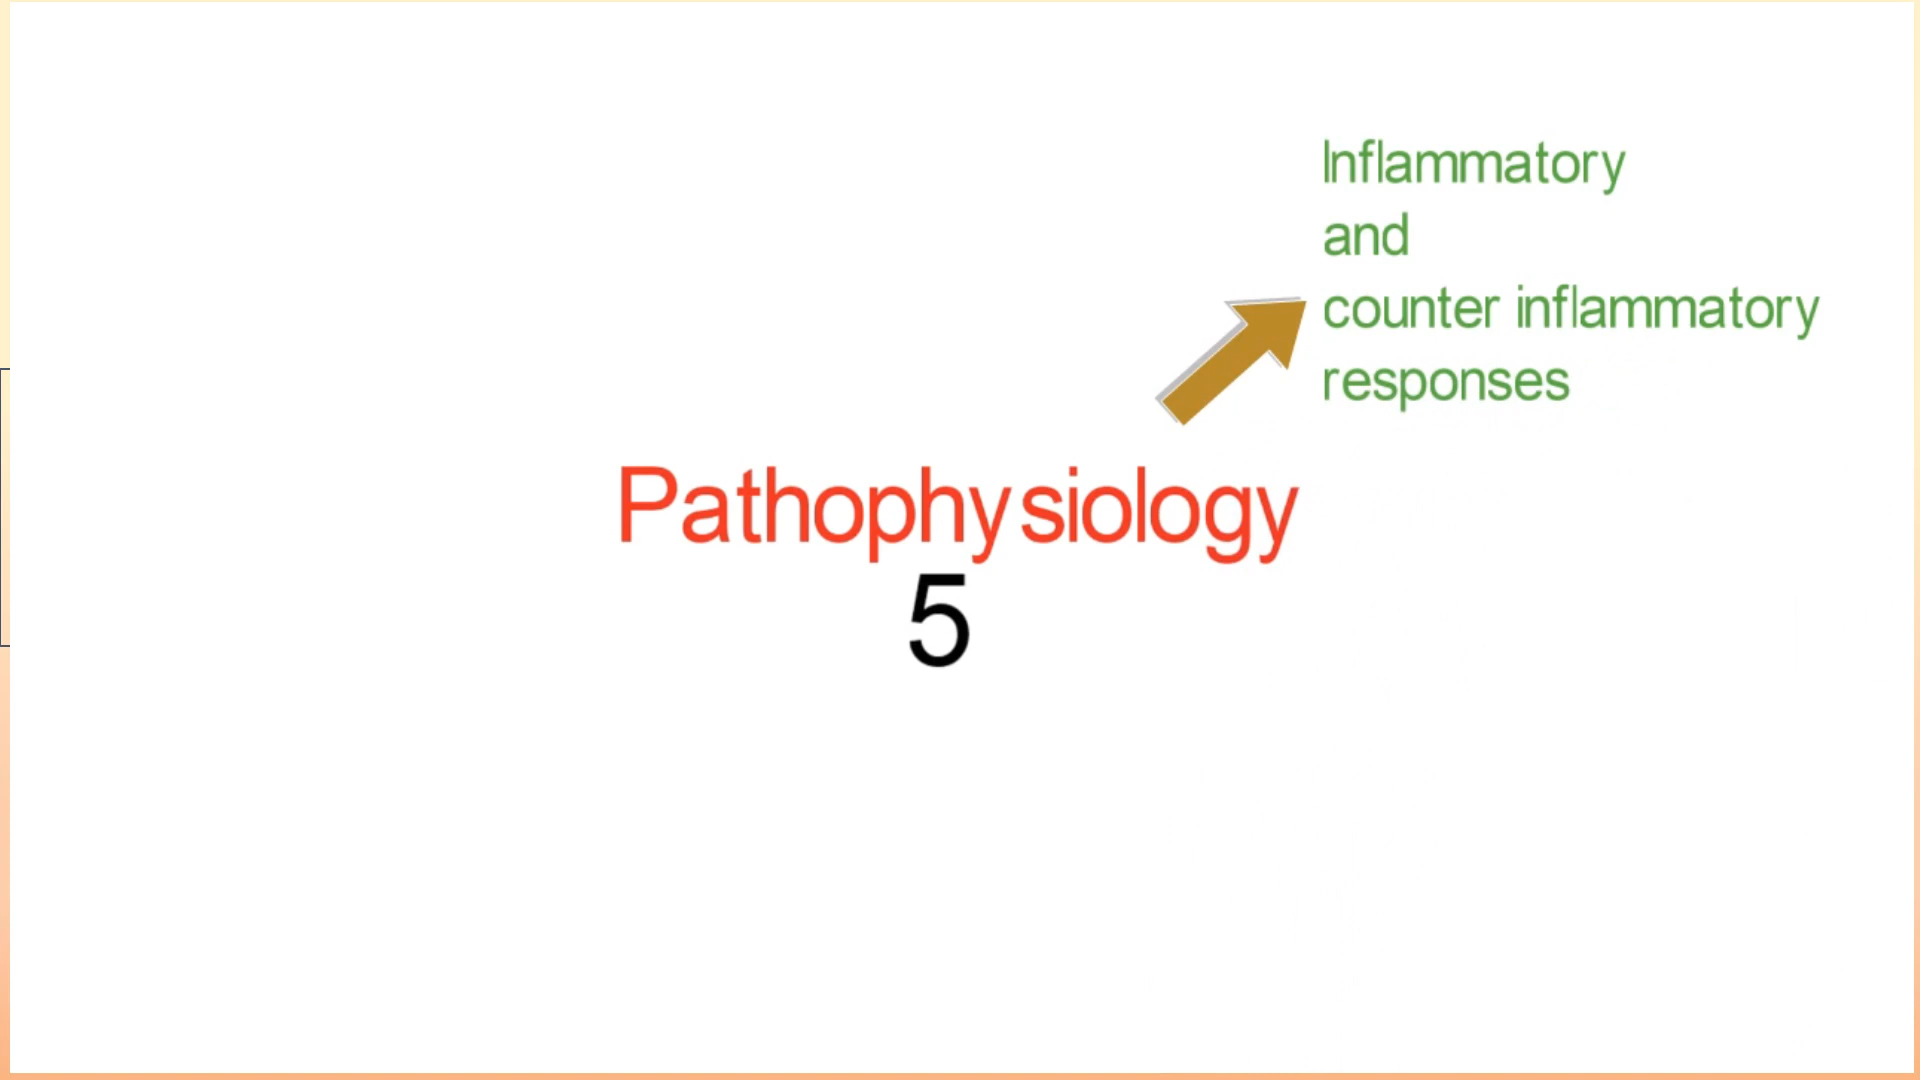 Inflammatory
and
counter inflammatory
responses
Pathophysiology
5